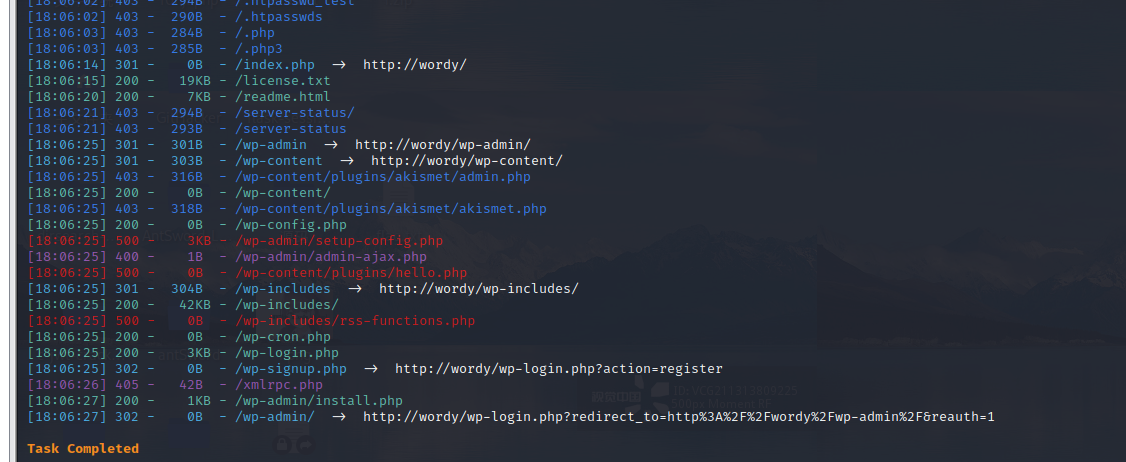 [18:06:02] 403 - 294B - /.htpasswd_test
[18:06:02] 403 - 290B - /.htpasswds
[18:06:03] 403 - 284B - /.php
[18:06:03] 403 - 285B - /.php3
[18:06:14] 301 - 0B - /index.php → http://wordy/
[18:06:15] 200 - 19KB - /license.txt
[18:06:20] 200 - 7KB - /readme.html
[18:06:21] 403 - 294B - /server-status/
[18:06:21] 403 - 293B - /server-status
[18:06:25] 301 - 301B - /wp-admin → http://wordy/wp-admin/
[18:06:25] 301 - 303B - /wp-content → http://wordy/wp-content/
[18:06:25] 403 - 316B - /wp-content/plugins/akismet/admin.php
[18:06:25] 200 - 0B - /wp-content/
[18:06:25] 403 - 318B - /wp-content/plugins/akismet/akismet.php
[18:06:25] 200 - 0B - /wp-config.php
[18:06:25] 500 - 3KB - /wp-admin/setup-config.php
[18:06:25] 400 - 1B - /wp-admin/admin-ajax.php
[18:06:25] 500 - 0B - /wp-content/plugins/hello.php
[18:06:25] 301 - 304B - /wp-includes → http://wordy/wp-includes/
[18:06:25] 200 - 42KB - /wp-includes/
[18:06:25] 500 - 0B - /wp-includes/rss-functions.php
[18:06:25] 200 - 0B - /wp-cron.php
[18:06:25] 200 - 3KB - /wp-login.php
[18:06:25] 302 - 0B - /wp-signup.php → http://wordy/wp-login.php?action=register
[18:06:26] 405 - 42B - /xmlrpc.php
[18:06:27] 200 - 1KB - /wp-admin/install.php
[18:06:27] 302 - 0B - /wp-admin/ → http://wordy/wp-login.php?redirect_to=http%3A%2F%2Fwordy%2Fwp-admin%2F&reauth=1
Task Completed